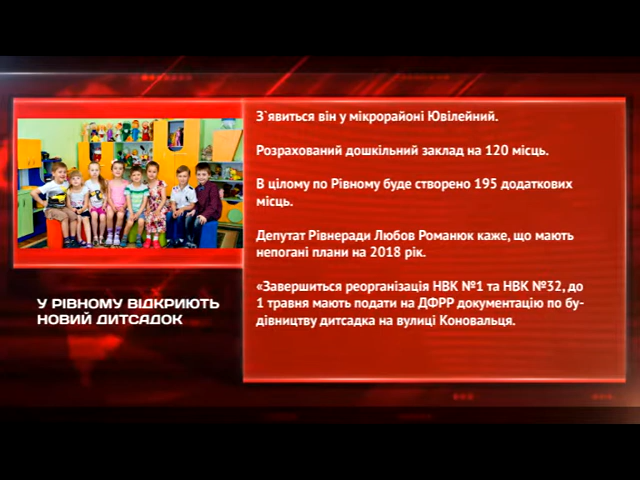 З`явиться він у мікрорайоні Ювілейний.
Розрахований дошкільний заклад на 120 місць.
В цілому по Рівному буде створено 195 додаткових
місць.
Депутат Рівнеради Любов Романюк каже, що мають
непогані плани на 2018 рік.
«Завершиться реорганізація НВК №1 та НВК №32, до
1 травня мають подати на ДФРР документацію по бу-
дівництву дитсадка на вулиці Коновальця.
У РІВНОМУ ВІДКРИЮТЬ
НОВИЙ ДИТСАДОК